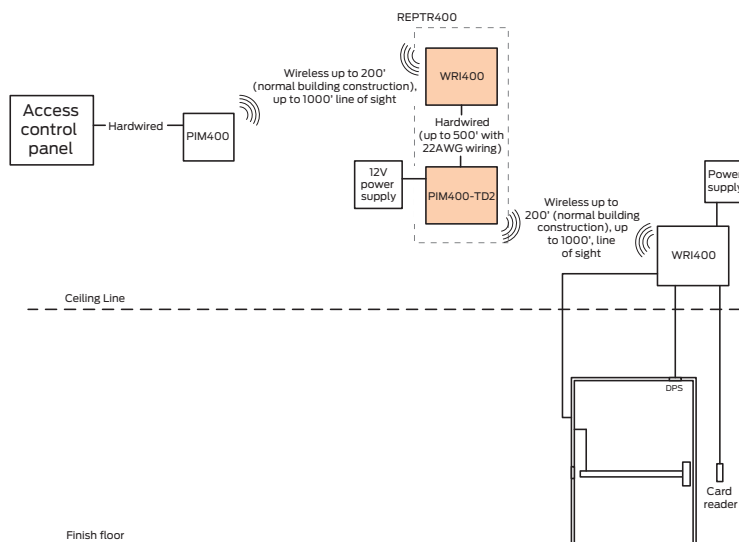 REPTR400
WRI400
Wireless up to 200'
(normal building construction),
up to 1000' line of sight
Access
control
panel
Hardwired
PIM400
Hardwired
(up to 500' with
22AWG wiring)
12V
power
supply
PIM400-TD2
Wireless up to
200' (normal building
construction), up
to 1000', line
of sight
Power
supply
WRI400
Ceiling Line
DPS
Card
reader
Finish floor